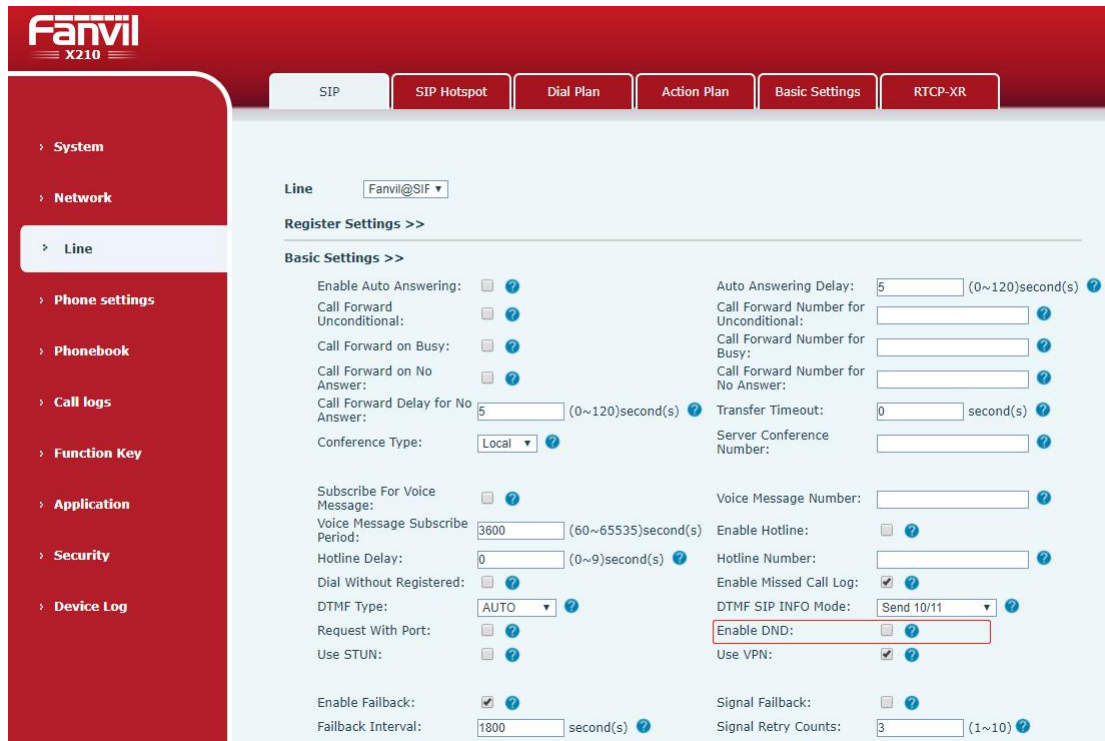 Fanvil
X210
SIP
SIP Hotspot
Dial Plan
Action Plan
Basic Settings
RTCP-XR
System
Network
Line
Phone settings
Phonebook
Call logs
Function Key
Application
Security
Device Log
Line Fanvil@SIF
Register Settings >>
Basic Settings >>
Enable Auto Answering:
Auto Answering Delay: 5 (0~120)second(s)
Call Forward
Unconditional:
Call Forward Number for
Unconditional:
Call Forward on Busy:
Call Forward Number for
Busy:
Call Forward on No
Answer:
Call Forward Number for
No Answer:
Call Forward Delay for No
Answer: 5 (0~120)second(s)
Transfer Timeout: 0 second(s)
Conference Type: Local
Server Conference
Number:
Subscribe For Voice
Message:
Voice Message Number:
Voice Message Subscribe
Period: 3600 (60~65535)second(s)
Enable Hotline:
Hotline Delay: 0 (0~9)second(s)
Hotline Number:
Dial Without Registered:
Enable Missed Call Log:
DTMF Type: AUTO
DTMF SIP INFO Mode: Send 10/11
Request With Port:
Enable DND:
Use STUN:
Use VPN:
Enable Failback:
Signal Failback:
Failback Interval: 1800 second(s)
Signal Retry Counts: 3 (1~10)